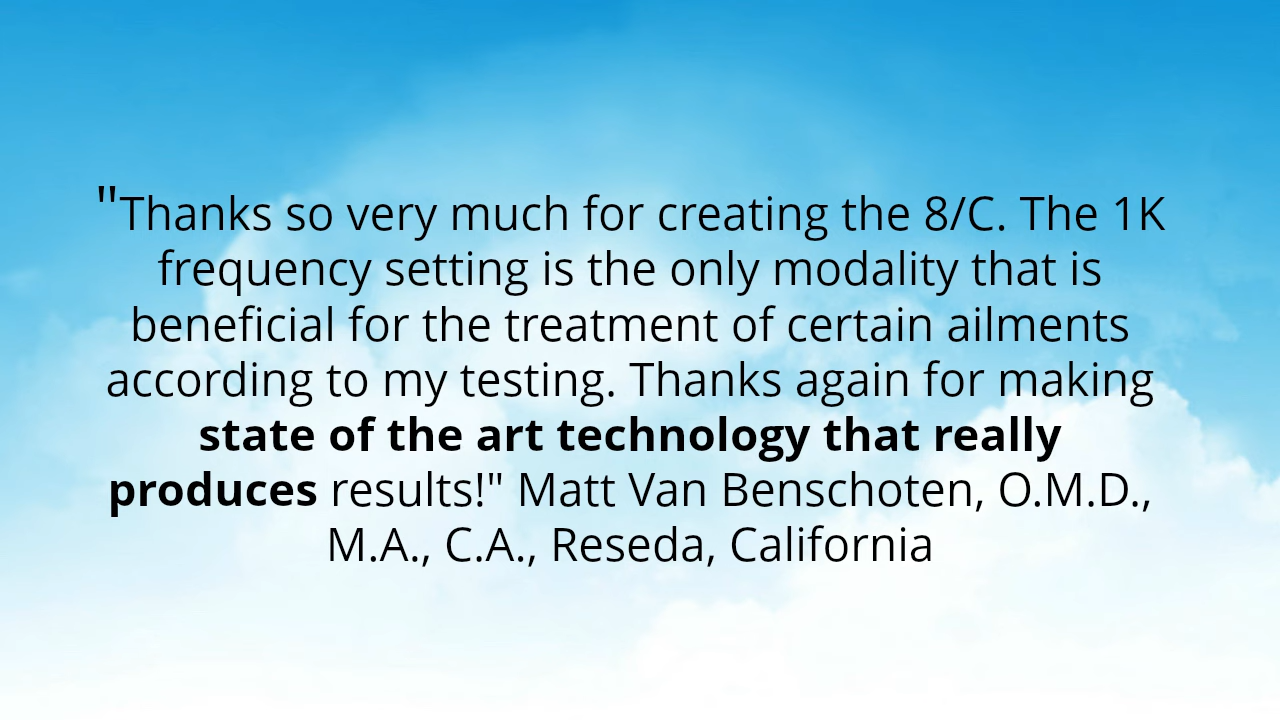 "Thanks so very much for creating the 8/C. The 1K
frequency setting is the only modality that is
beneficial for the treatment of certain ailments
according to my testing. Thanks again for making
state of the art technology that really
produces results!" Matt Van Benschoten, O.M.D.,
M.A., C.A., Reseda, California